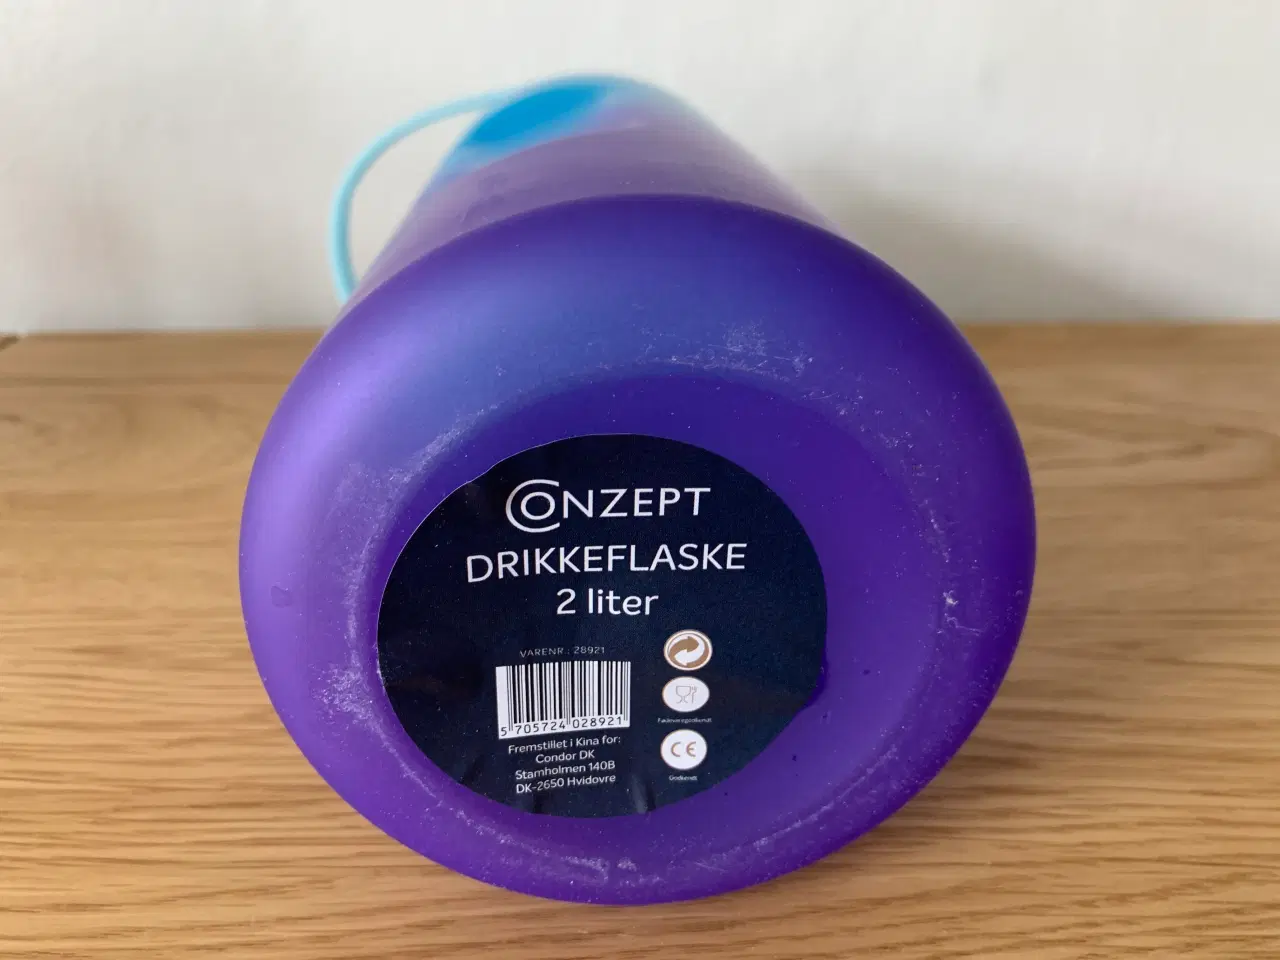 CONZEPT
DRIKKEFLASKE
2 liter
VARENR.: 28921
5 705724 028921
Fremstillet i Kina for:
Condor DK
Stamholmen 140B
DK-2650 Hvidovre
Fødevaregodkendt
CE
Godkendt